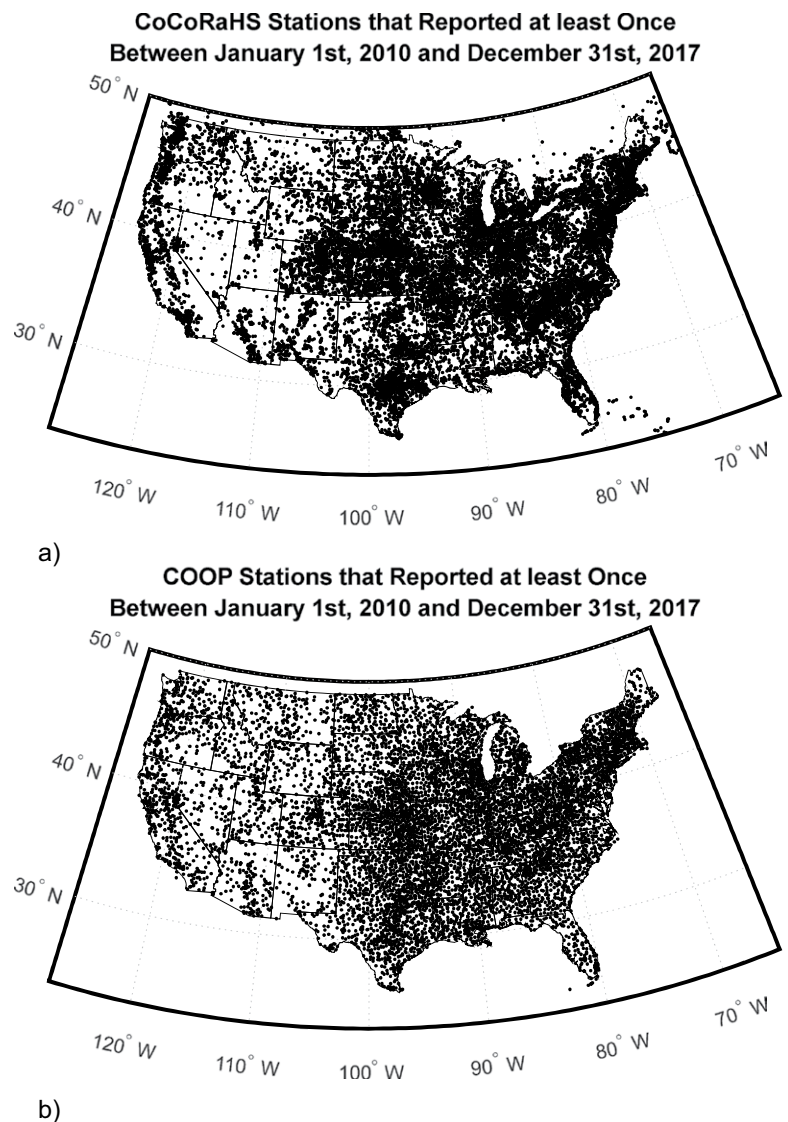 CoCoRaHS Stations that Reported at least Once
Between January 1st, 2010 and December 31st, 2017
50° N
40° N
30° N
120° W
110° W
100° W
90° W
80° W
70° W
a)
COOP Stations that Reported at least Once
Between January 1st, 2010 and December 31st, 2017
50° N
40° N
30° N
120° W
110° W
100° W
90° W
80° W
70° W
b)